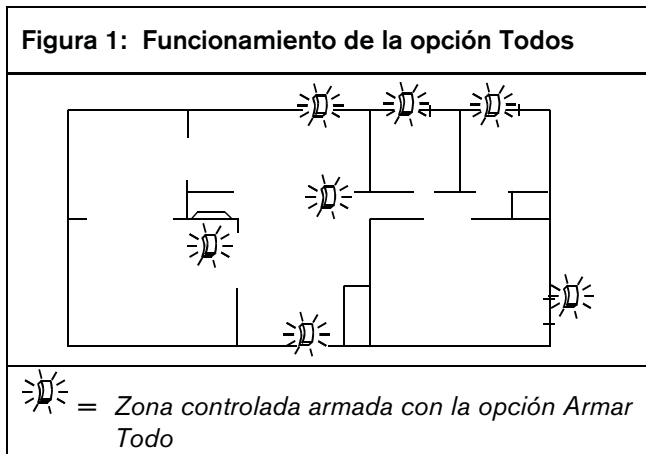 Figura 1: Funcionamiento de la opción Todos
= Zona controlada armada con la opción Armar
Todo